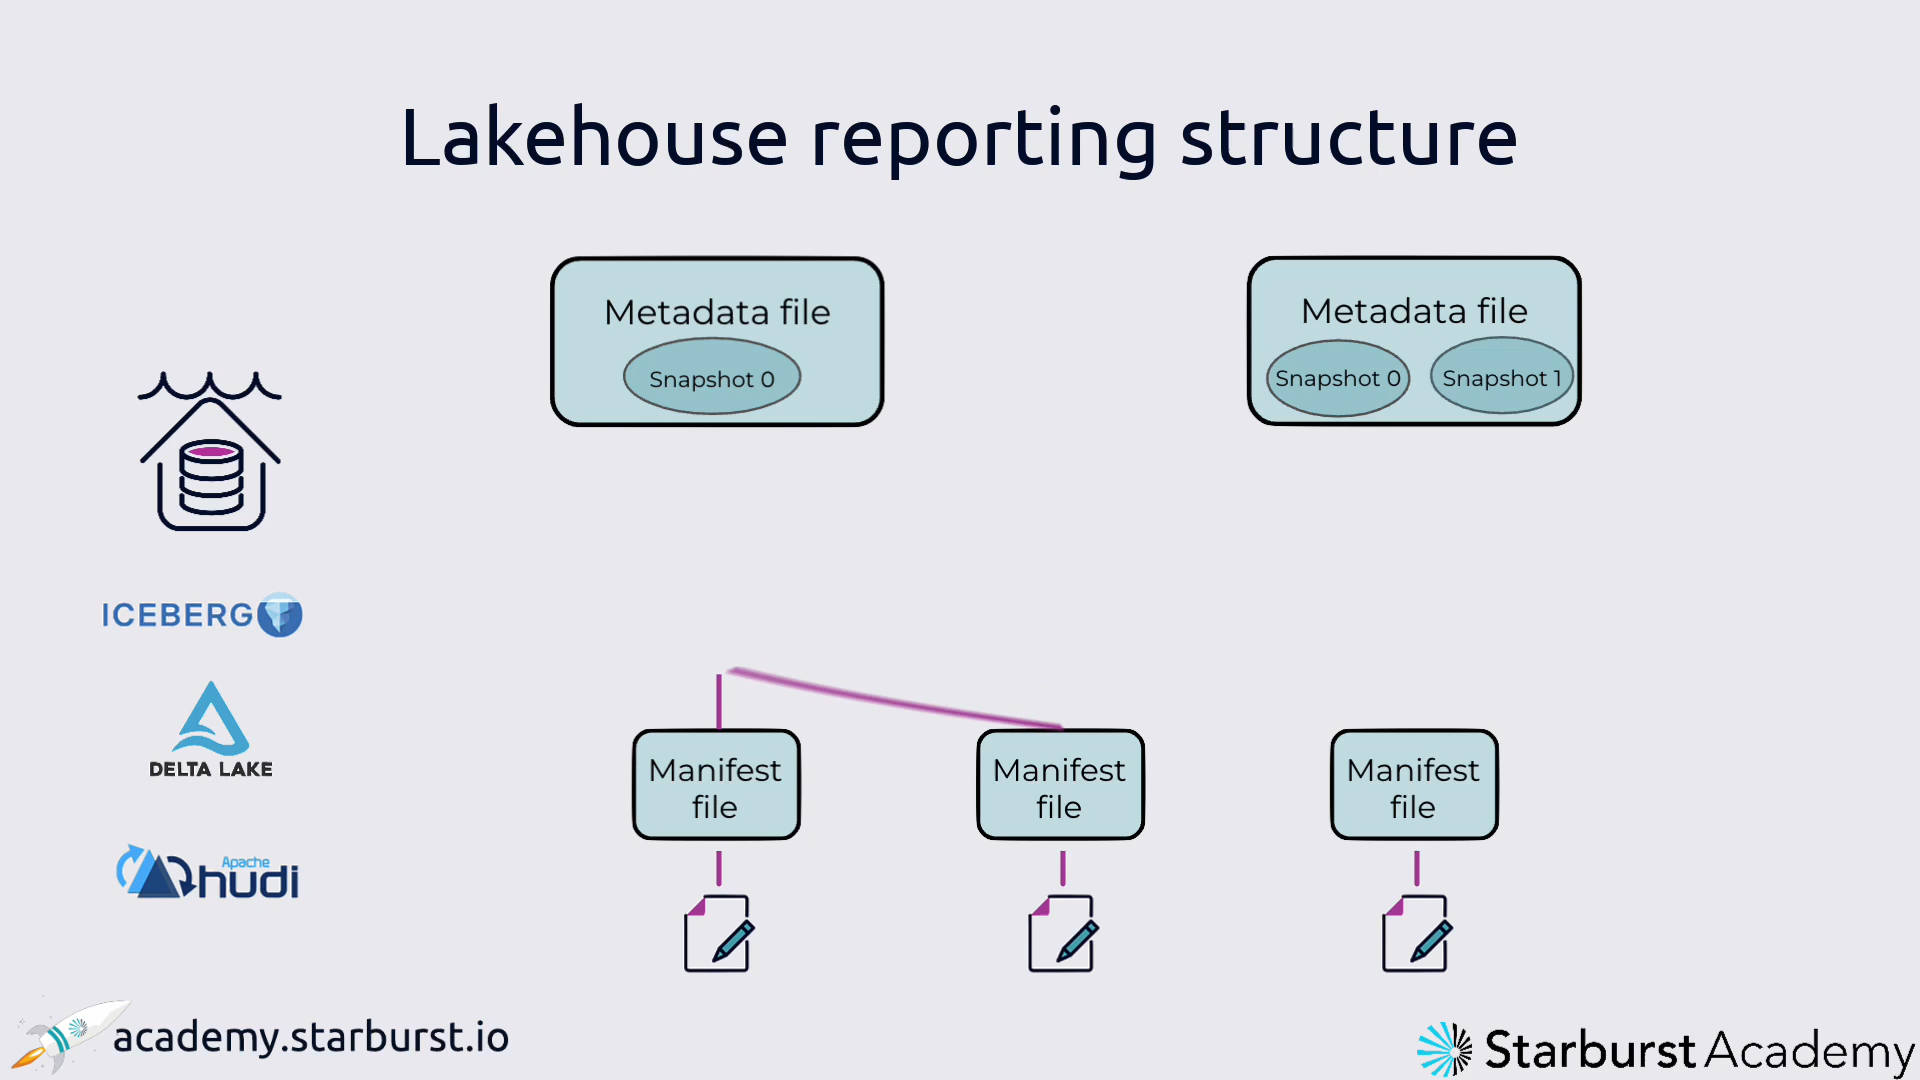 Lakehouse reporting structure
Metadata file
Snapshot 0
Metadata file
Snapshot 0
Snapshot 1
ICEBERG
DELTA LAKE
Apache
hudi
Manifest
file
Manifest
file
Manifest
file
academy.starburst.io
Starburst Academy